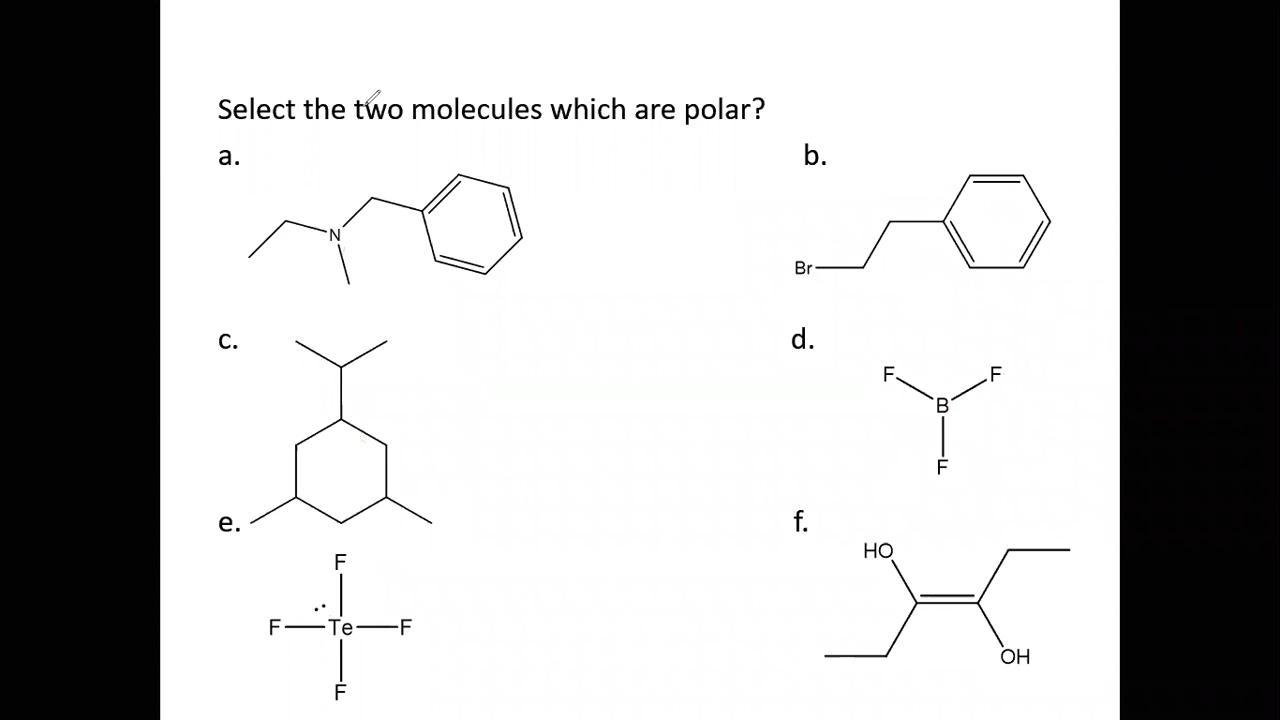 Select the two molecules which are polar?
a.
b.
N
Br
c.
d.
F F
B
F
e.
f.
F
F Te F
F
HO
OH